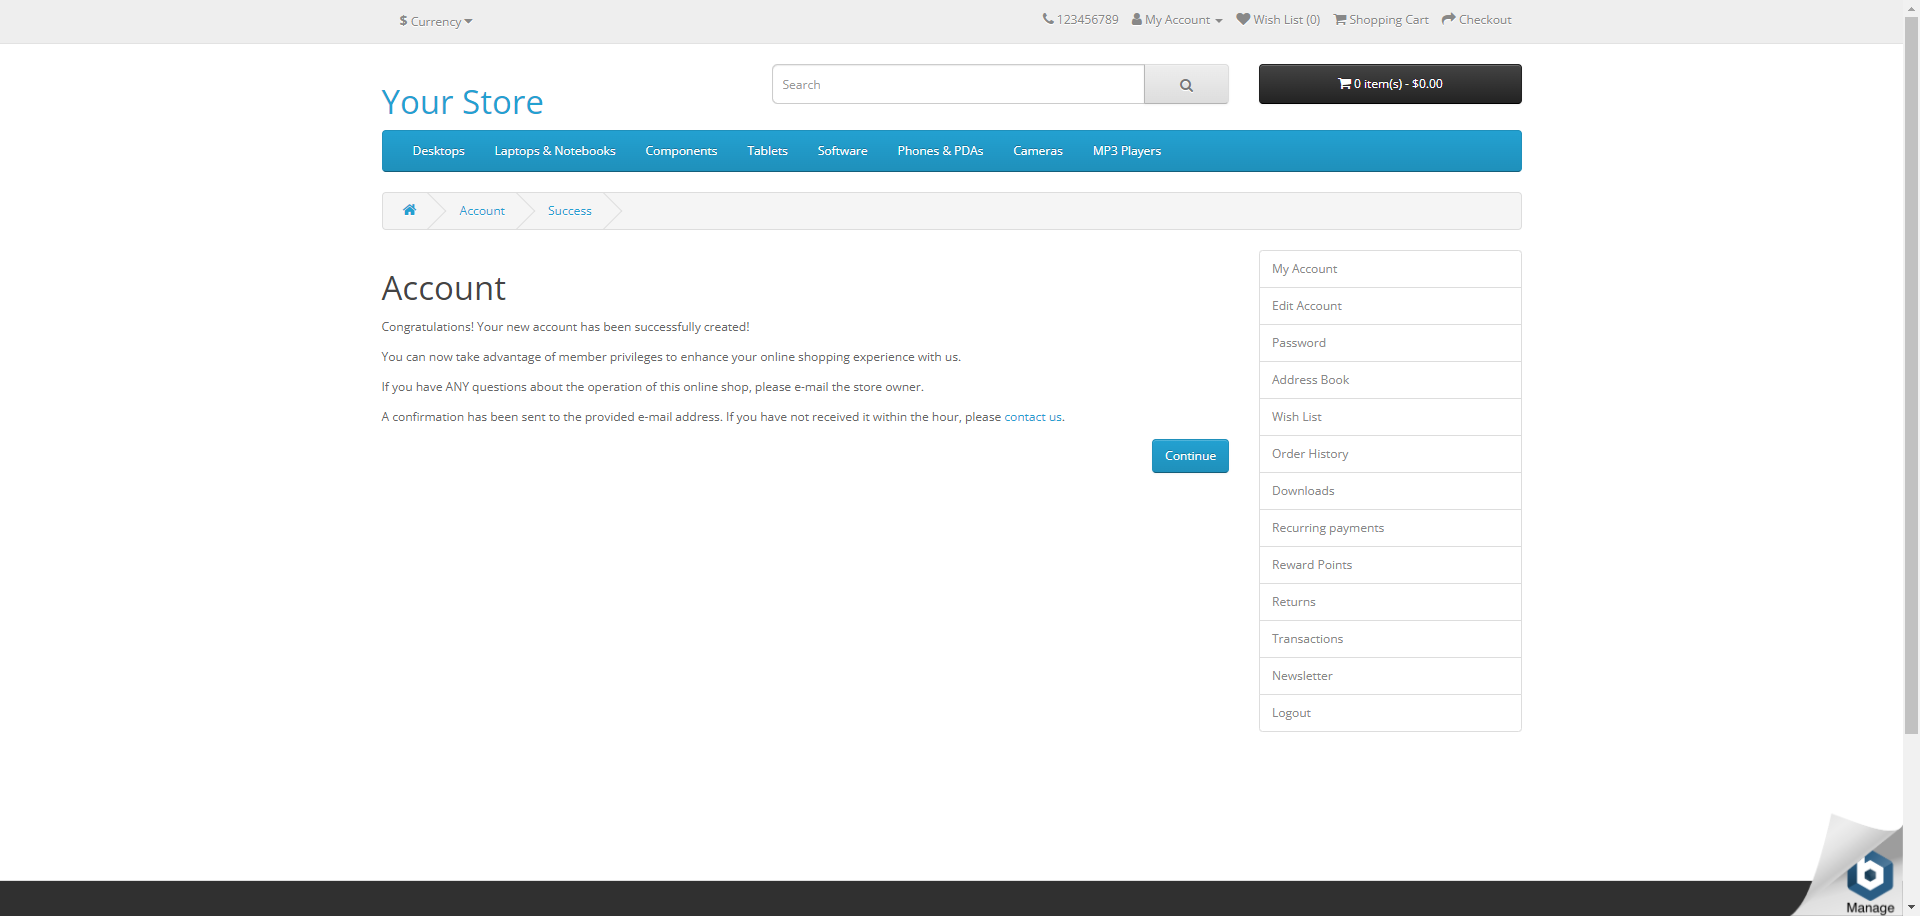 $ Currency
123456789 My Account Wish List (0) Shopping Cart Checkout
Your Store
Search
0 item(s) - $0.00
Desktops Laptops & Notebooks Components Tablets Software Phones & PDAs Cameras MP3 Players
Account Success
Account
Congratulations! Your new account has been successfully created!
You can now take advantage of member privileges to enhance your online shopping experience with us.
If you have ANY questions about the operation of this online shop, please e-mail the store owner.
A confirmation has been sent to the provided e-mail address. If you have not received it within the hour, please contact us.
Continue
My Account
Edit Account
Password
Address Book
Wish List
Order History
Downloads
Recurring payments
Reward Points
Returns
Transactions
Newsletter
Logout
b
Manage